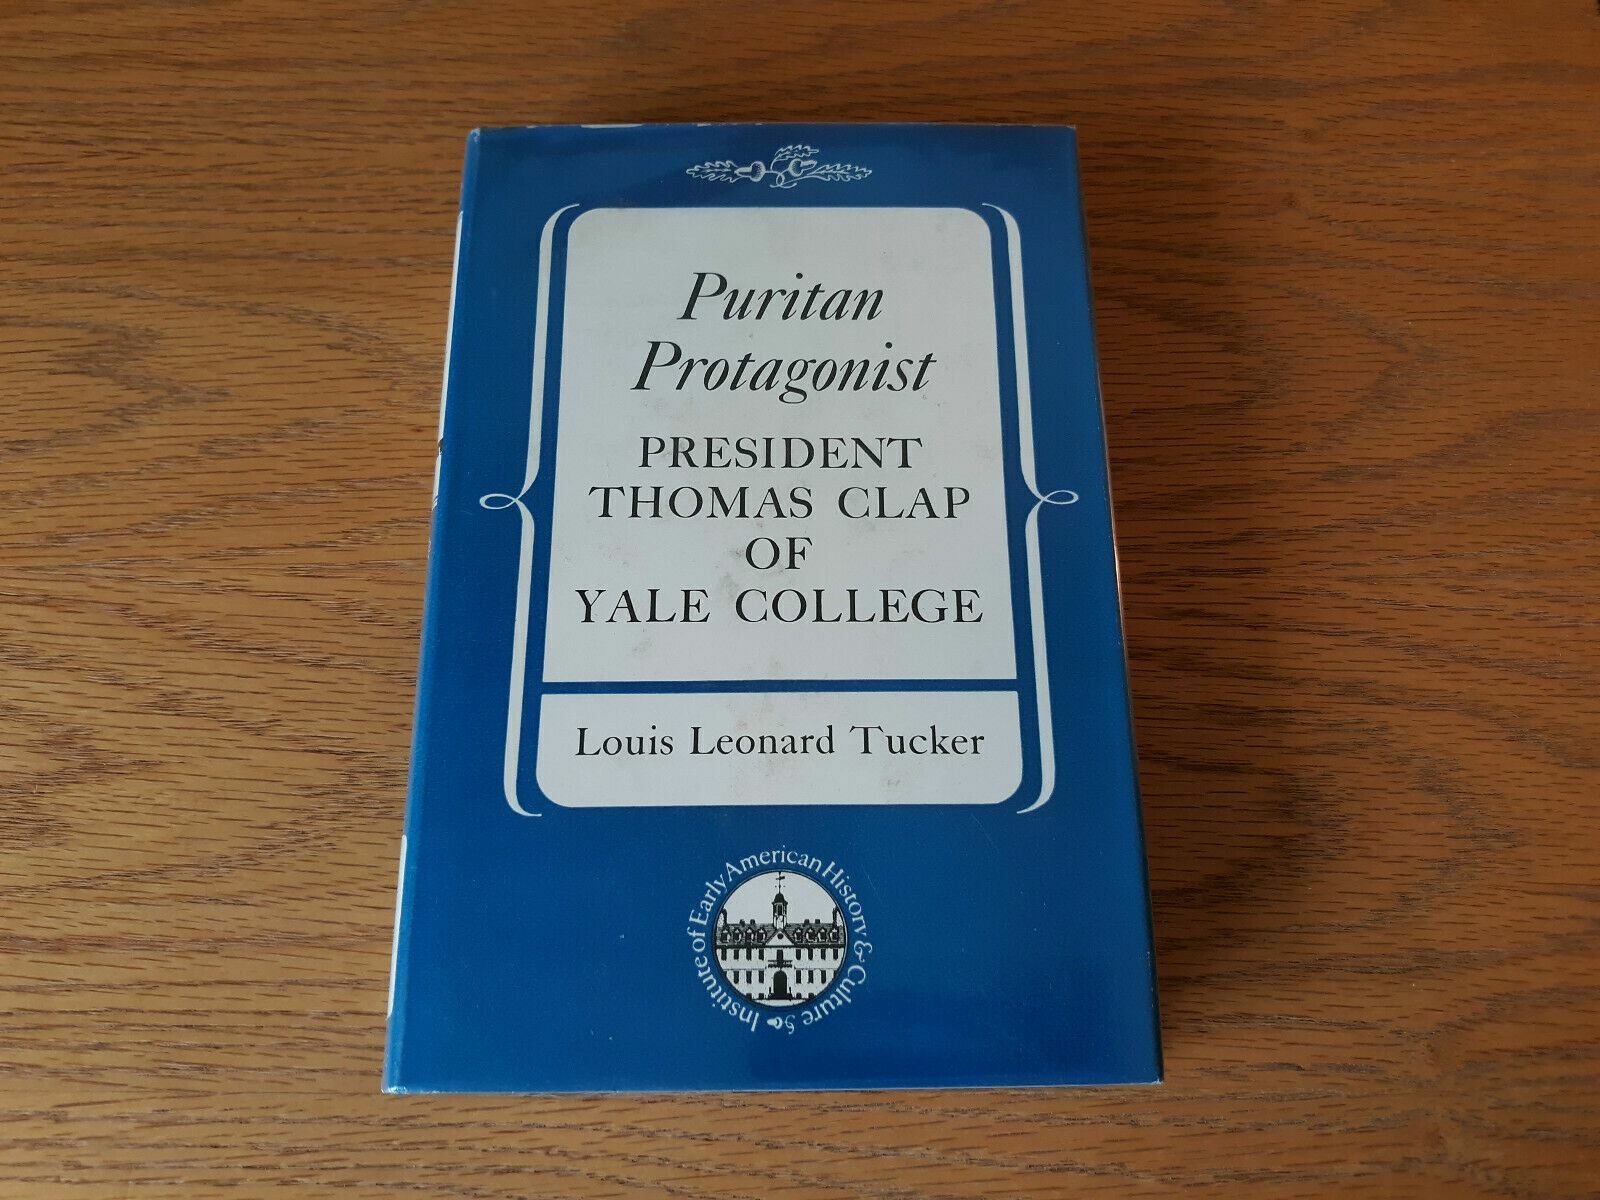 Puritan
Protagonist
PRESIDENT
THOMAS CLAP
OF
YALE COLLEGE
Louis Leonard Tucker
Institute of Early American History & Culture